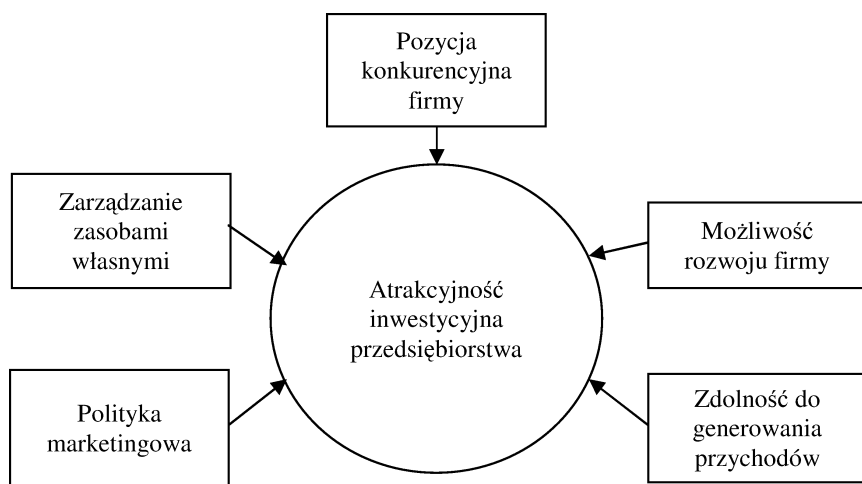 Pozycja
konkurencyjna
firmy
Zarządzanie
zasobami
własnymi
Możliwość
rozwoju firmy
Atrakcyjność
inwestycyjna
przedsiębiorstwa
Polityka
marketingowa
Zdolność do
generowania
przychodów